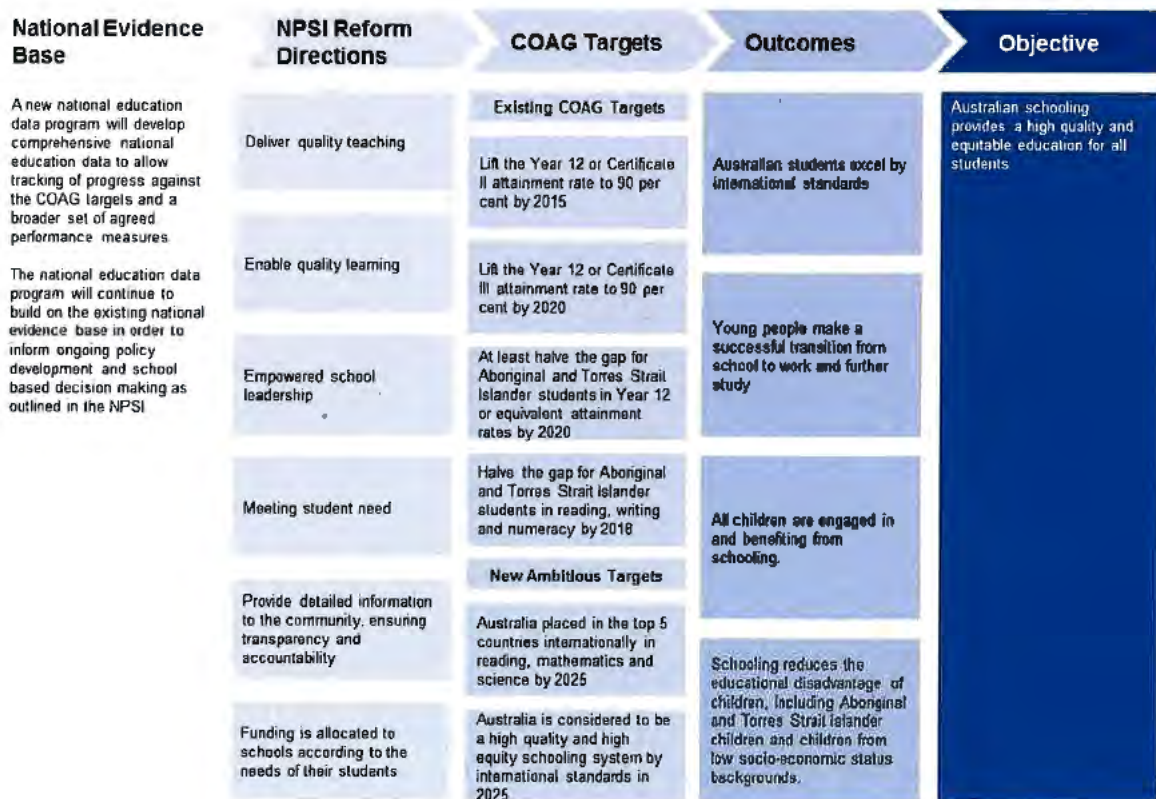 National Evidence
Base
A new national education
data program will develop
comprehensive national
education data to allow
tracking of progress against
the COAG targets and a
broader set of agreed
performance measures
The national education data
program will continue to
build on the existing national
evidence base in order to
inform ongoing policy
development and school
based decision making as
outlined in the NPSI
NPSI Reform
Directions
Deliver quality teaching
Enable quality learning
Empowered school
leadership
Meeting student need
Provide detailed information
to the community, ensuring
transparency and
accountability
Funding is allocated to
schools according to the
needs of their students
COAG Targets
Existing COAG Targets
Lift the Year 12 or Certificate
II attainment rate to 90 per
cent by 2015
Lift the Year 12 or Certificate
III attainment rate to 90 per
cent by 2020
At least halve the gap for
Aboriginal and Torres Strait
Islander students in Year 12
or equivalent attainment
rates by 2020
Halve the gap for Aboriginal
and Torres Strait Islander
students in reading, writing
and numeracy by 2018
New Ambitious Targets
Australia placed in the top 5
countries internationally in
reading, mathematics and
science by 2025
Australia is considered to be
a high quality and high
equity schooling system by
international standards in
2025
Outcomes
Australian students excel by
international standards
Young people make a
successful transition from
school to work and further
study
All children are engaged in
and benefiting from
schooling.
Schooling reduces the
educational disadvantage of
children, including Aboriginal
and Torres Strait Islander
children and children from
low socio-economic status
backgrounds.
Objective
Australian schooling
provides a high quality and
equitable education for all
students